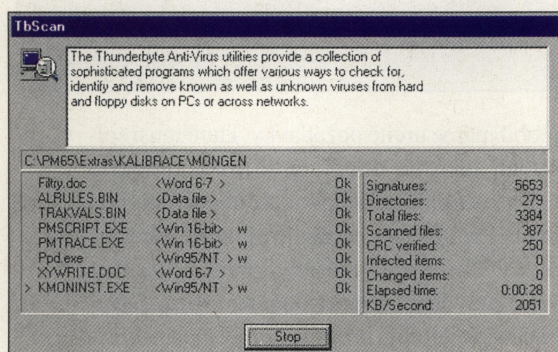 TbScan
The Thunderbyte Anti-Virus utilities provide a collection of
sophisticated programs which offer various ways to check for,
identify and remove known as well as unknown viruses from hard
and floppy disks on PCs or across networks.
C:\PM65\Extras\KALIBRACE\MONGEN
Filtry.doc <Word 6-7 > Ok
ALRULES.BIN <Data file > Ok
TRAKVALS.BIN <Data file > Ok
PMSCRIPT.EXE <Win 16-bit> w Ok
PMTRACE.EXE <Win 16-bit> w Ok
Ppd.exe <Win95/NT > w Ok
XYWRITE.DOC <Word 6-7 > Ok
> KMONINST.EXE <Win95/NT > w Ok
Signatures: 5653
Directories: 279
Total files: 3384
Scanned files: 387
CRC verified: 250
Infected items: 0
Changed items: 0
Elapsed time: 0:00:28
KB/Second: 2051
Stop